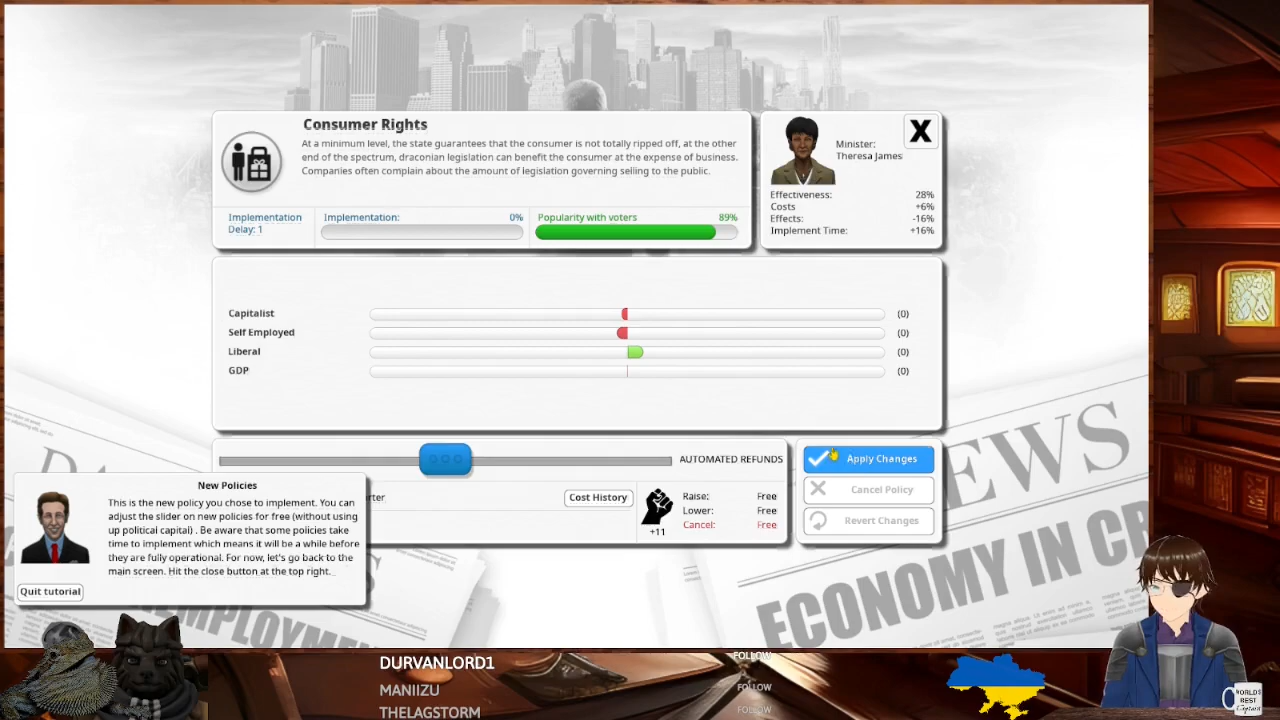 Consumer Rights
At a minimum level, the state guarantees that the consumer is not totally ripped off, at the other
end of the spectrum, draconian legislation can benefit the consumer at the expense of business.
Companies often complain about the amount of legislation governing selling to the public.
Implementation
Delay: 1
Implementation:
0%
Popularity with voters
89%
X
Minister:
Theresa James
Effectiveness: 28%
Costs +6%
Effects: -16%
Implement Time: +16%
Capitalist (0)
Self Employed (0)
Liberal (0)
GDP (0)
AUTOMATED REFUNDS
rter
Cost History
+11
Raise: Free
Lower: Free
Cancel: Free
Apply Changes
Cancel Policy
Revert Changes
New Policies
This is the new policy you chose to implement. You can
adjust the slider on new policies for free (without using
up political capital) . Be aware that some policies take
time to implement which means it will be a while before
they are fully operational. For now, let's go back to the
main screen. Hit the close button at the top right.
Quit tutorial
EWS
ECONOMY IN CR
EMPLOYME
DURVANLORD1 FOLLOW
MANIIZU FOLLOW
THELAGSTORM FOLLOW
WORLDS
BEST